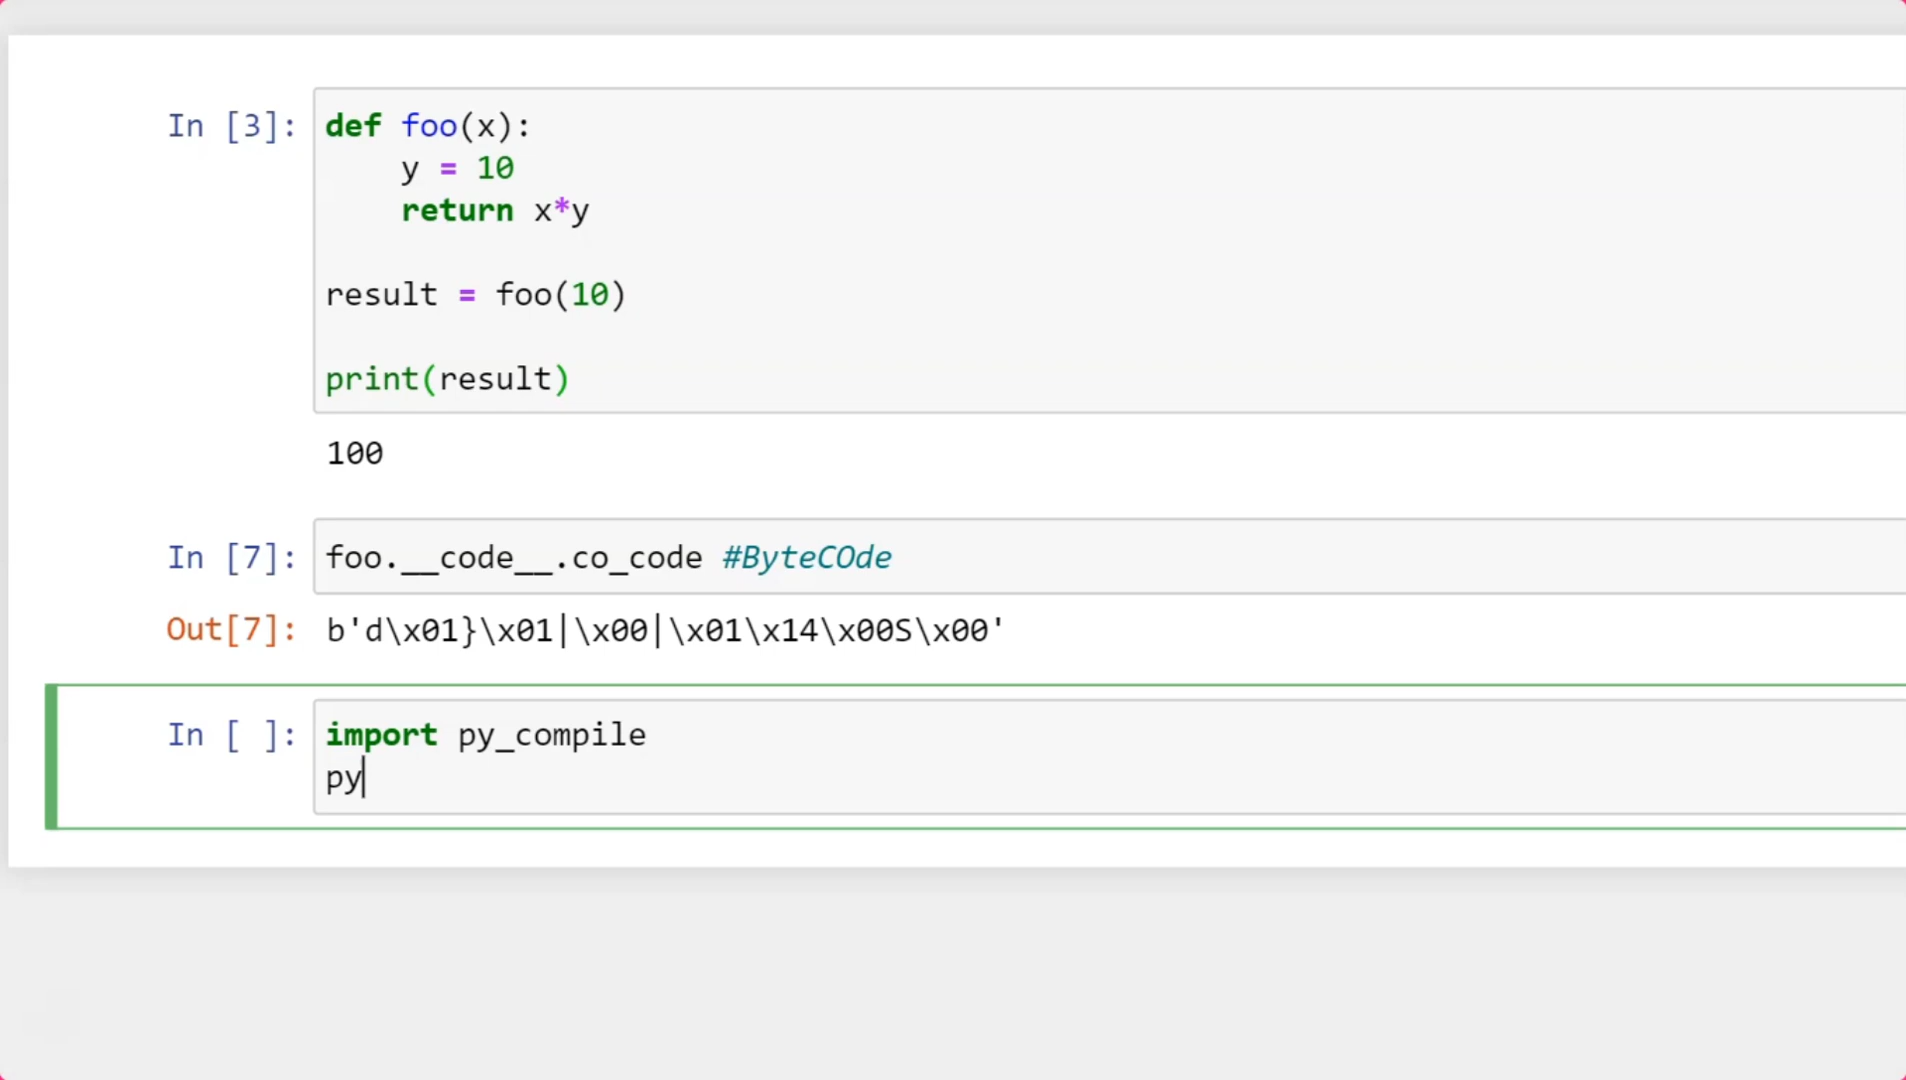 In [3]: def foo(x):
    y = 10
    return x*y
result = foo(10)
print(result)
100
In [7]: foo.__code__.co_code #ByteCOde
Out[7]: b'd\x01}\x01|\x00|\x01\x14\x00S\x00'
In [ ]: import py_compile
py